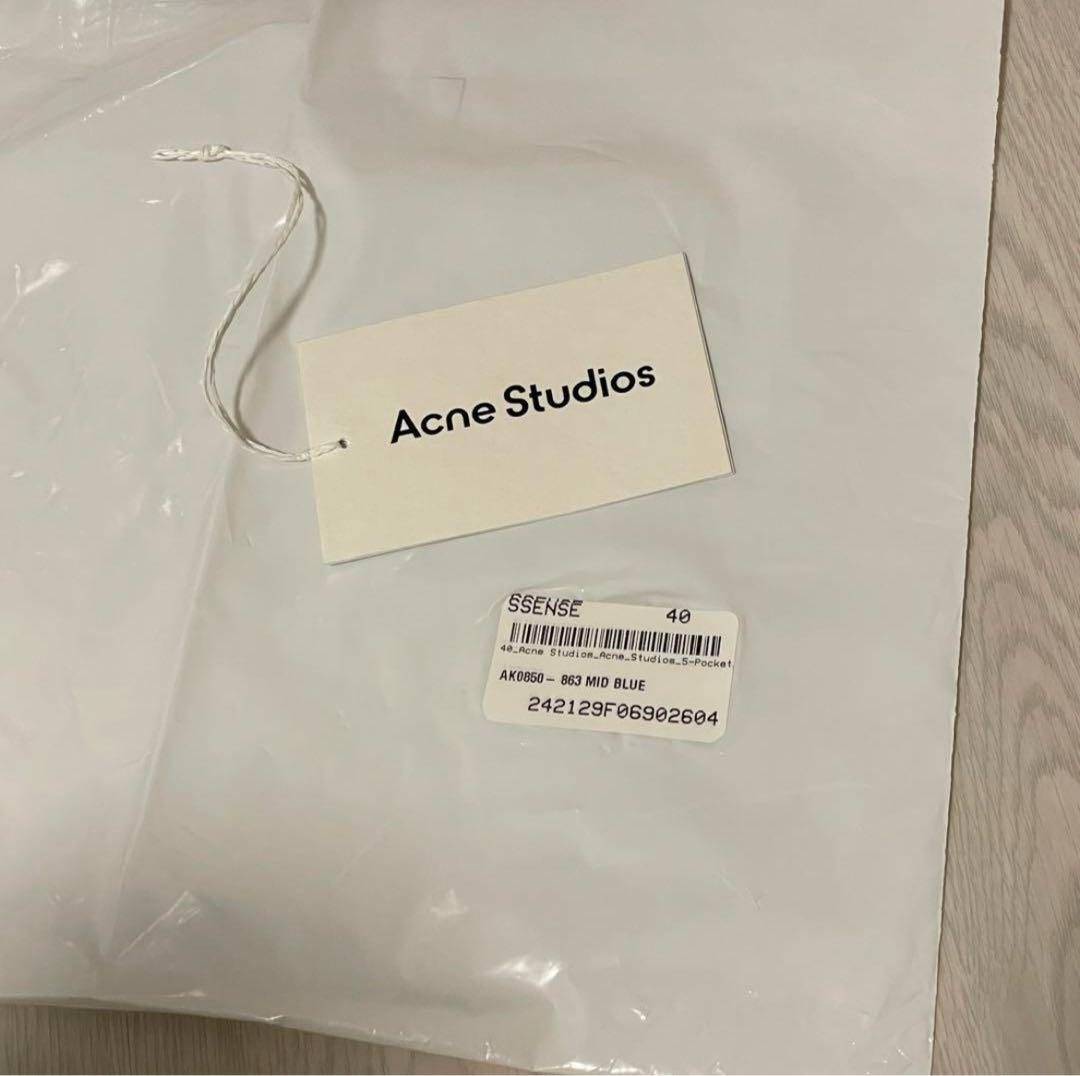 Acne Studios
SSENSE 40
40_Acne Studios_Acne_Studios_5-Pocket
AK0850- 863 MID BLUE
242129F06902604